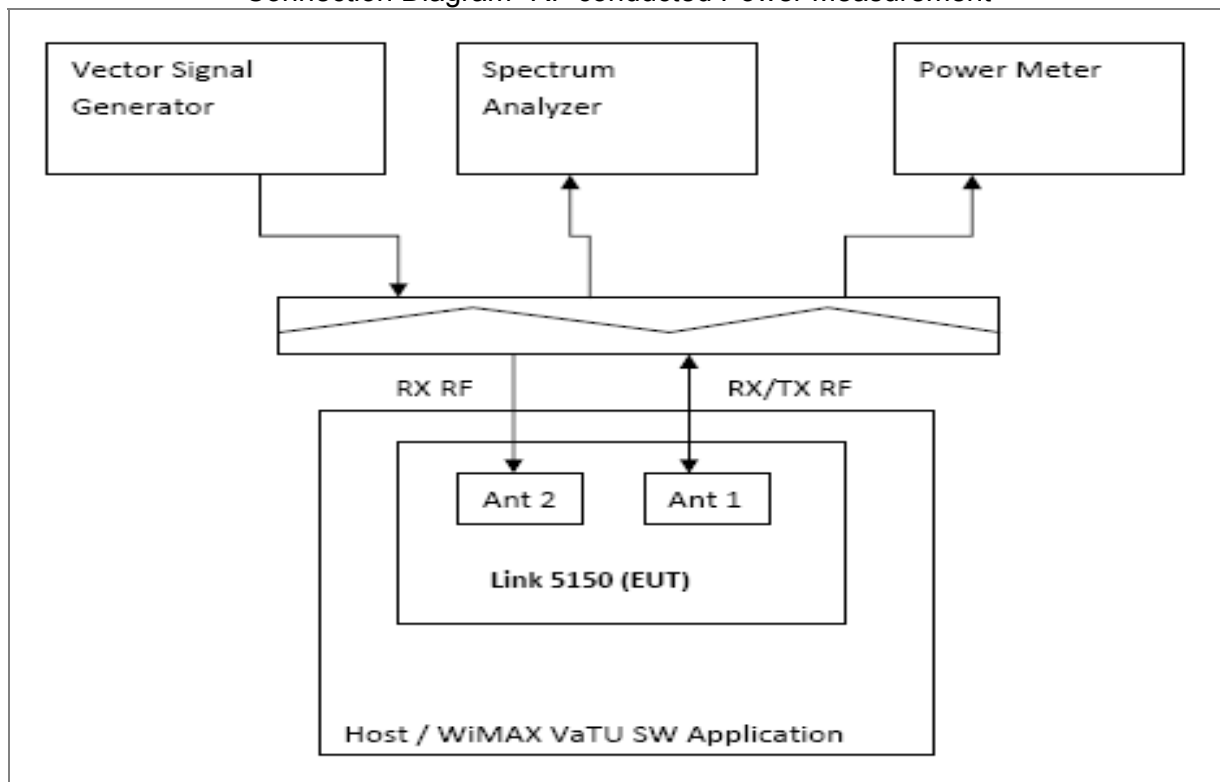 Connection Diagram- RF conducted Power Measurement
Vector Signal
Generator
Spectrum
Analyzer
Power Meter
RX RF
RX/TX RF
Ant 2
Ant 1
Link 5150 (EUT)
Host / WiMAX VaTU SW Application